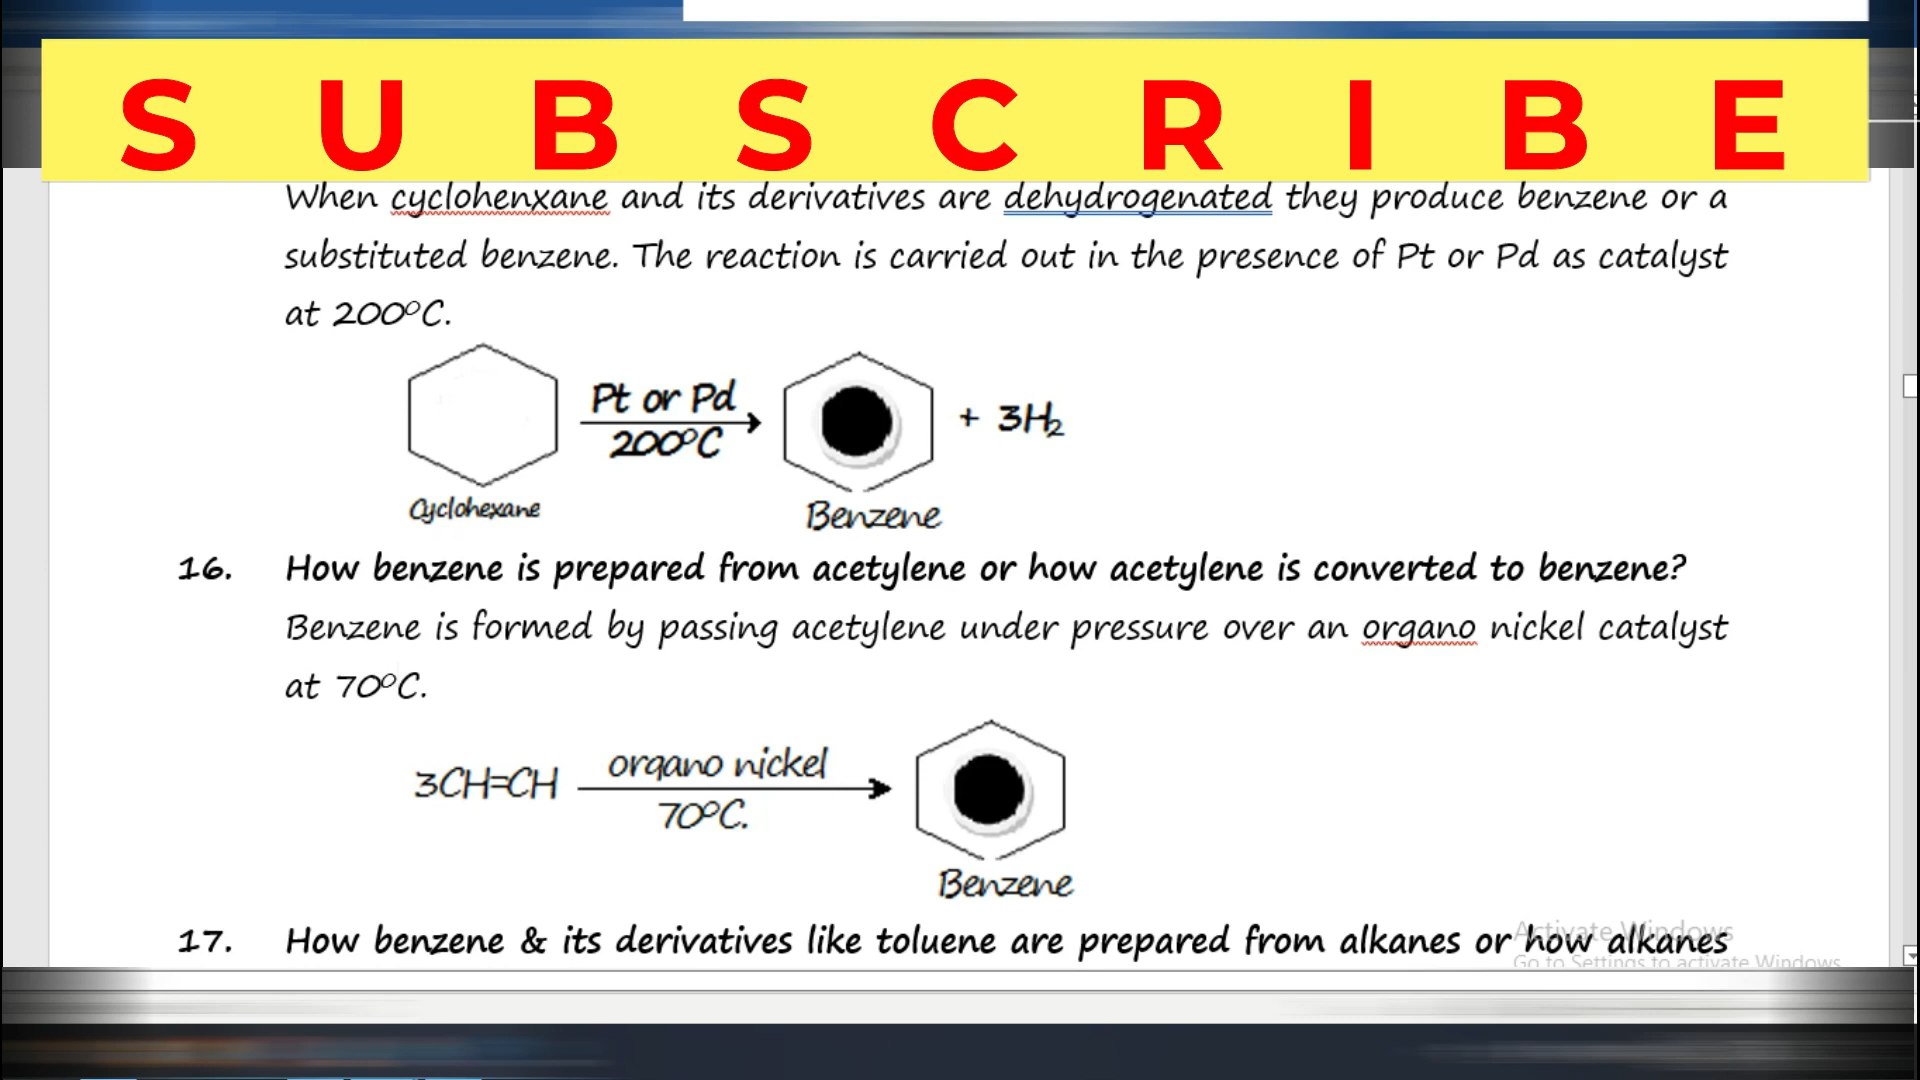 S U B S C R I B E
When cyclohenxane and its derivatives are dehydrogenated they produce benzene or a
substituted benzene. The reaction is carried out in the presence of Pt or Pd as catalyst
at 200°C.
Pt or Pd
200°C
+ 3H₂
Cyclohexane
Benzene
16. How benzene is prepared from acetylene or how acetylene is converted to benzene?
Benzene is formed by passing acetylene under pressure over an organo nickel catalyst
at 70°C.
3CH=CH
organo nickel
70°C.
Benzene
17. How benzene & its derivatives like toluene are prepared from alkanes or how alkanes
Activate Windows
Go to Settings to activate Windows.